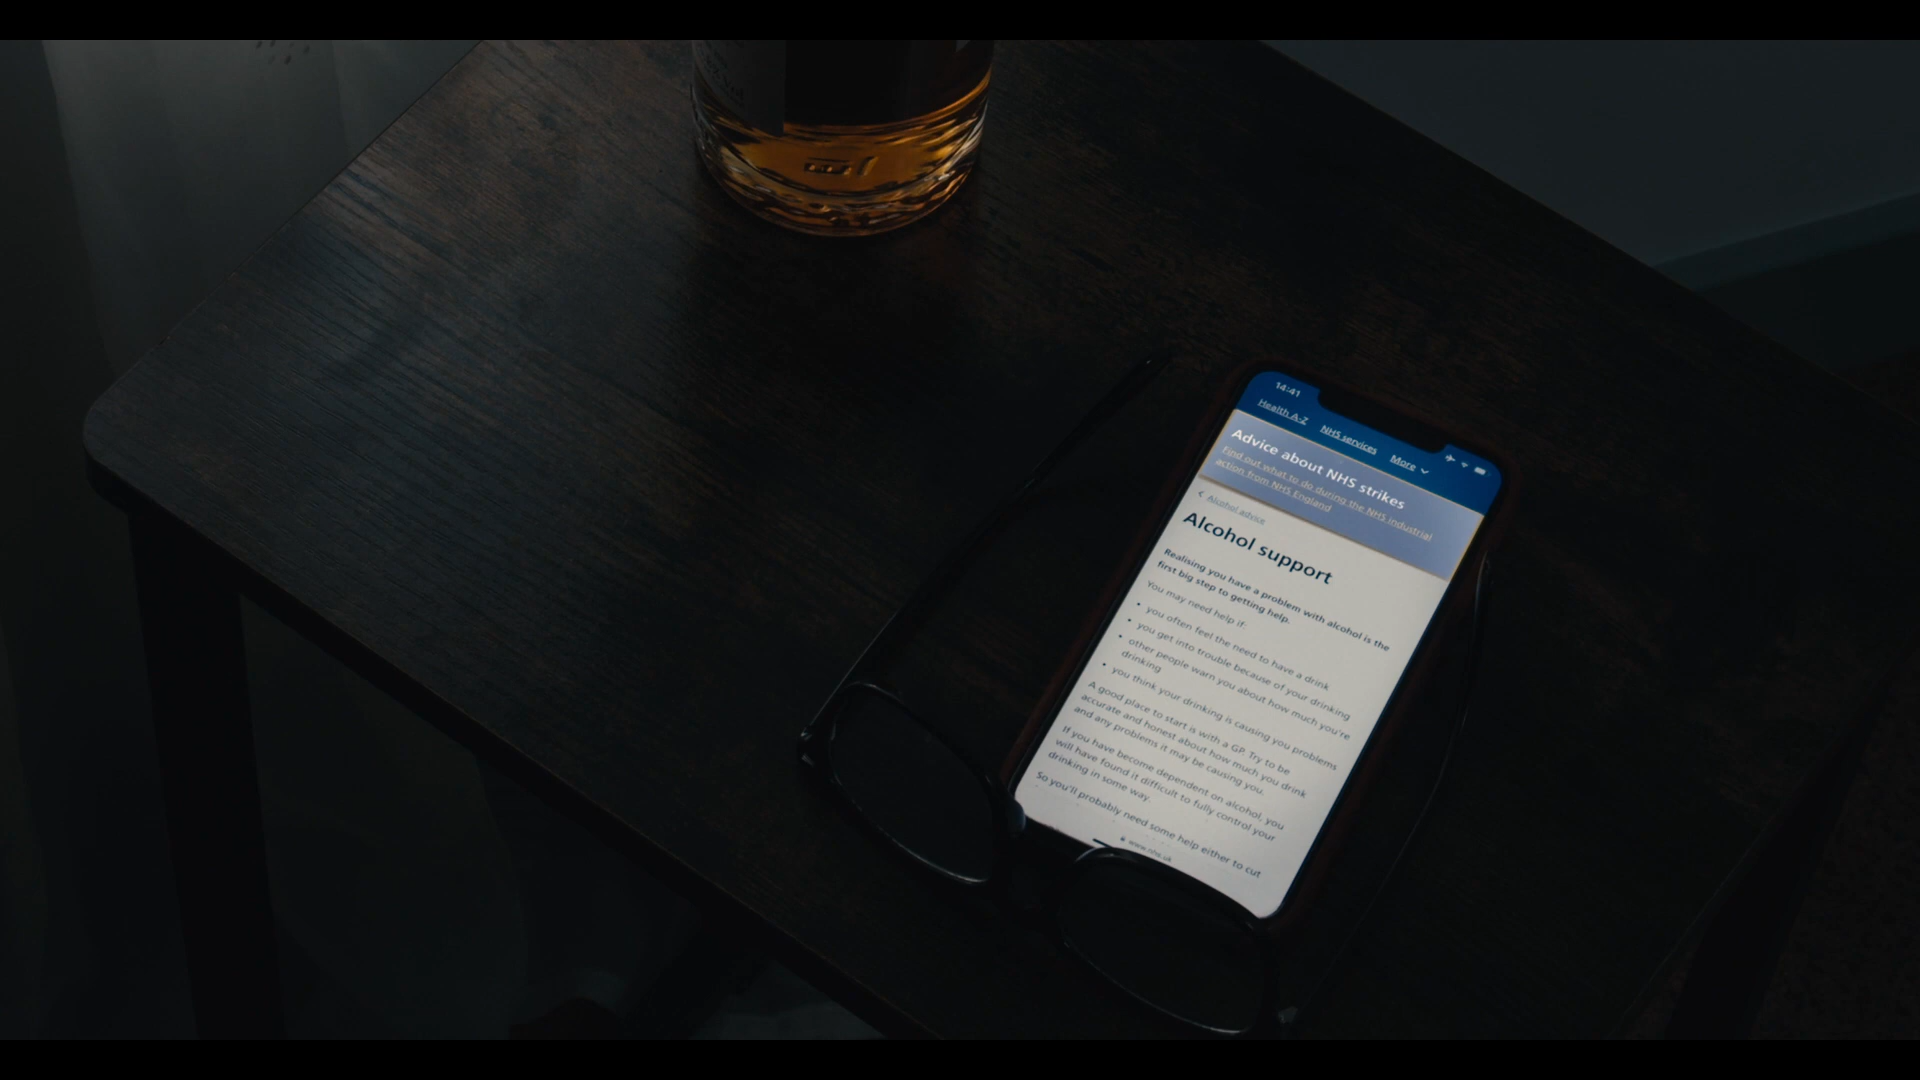 14:41
Health A-Z NHS services More
Advice about NHS strikes
Find out what to do during the NHS industrial
action from NHS England
Alcohol advice
Alcohol support
Realising you have a problem with alcohol is the
first big step to getting help.
You may need help if:
• you often feel the need to have a drink
• you get into trouble because of your drinking
• other people warn you about how much you're
drinking
• you think your drinking is causing you problems
A good place to start is with a GP. Try to be
accurate and honest about how much you drink
and any problems it may be causing you.
If you have become dependent on alcohol, you
will have found it difficult to fully control your
drinking in some way.
So you'll probably need some help either to cut
www.nhs.uk